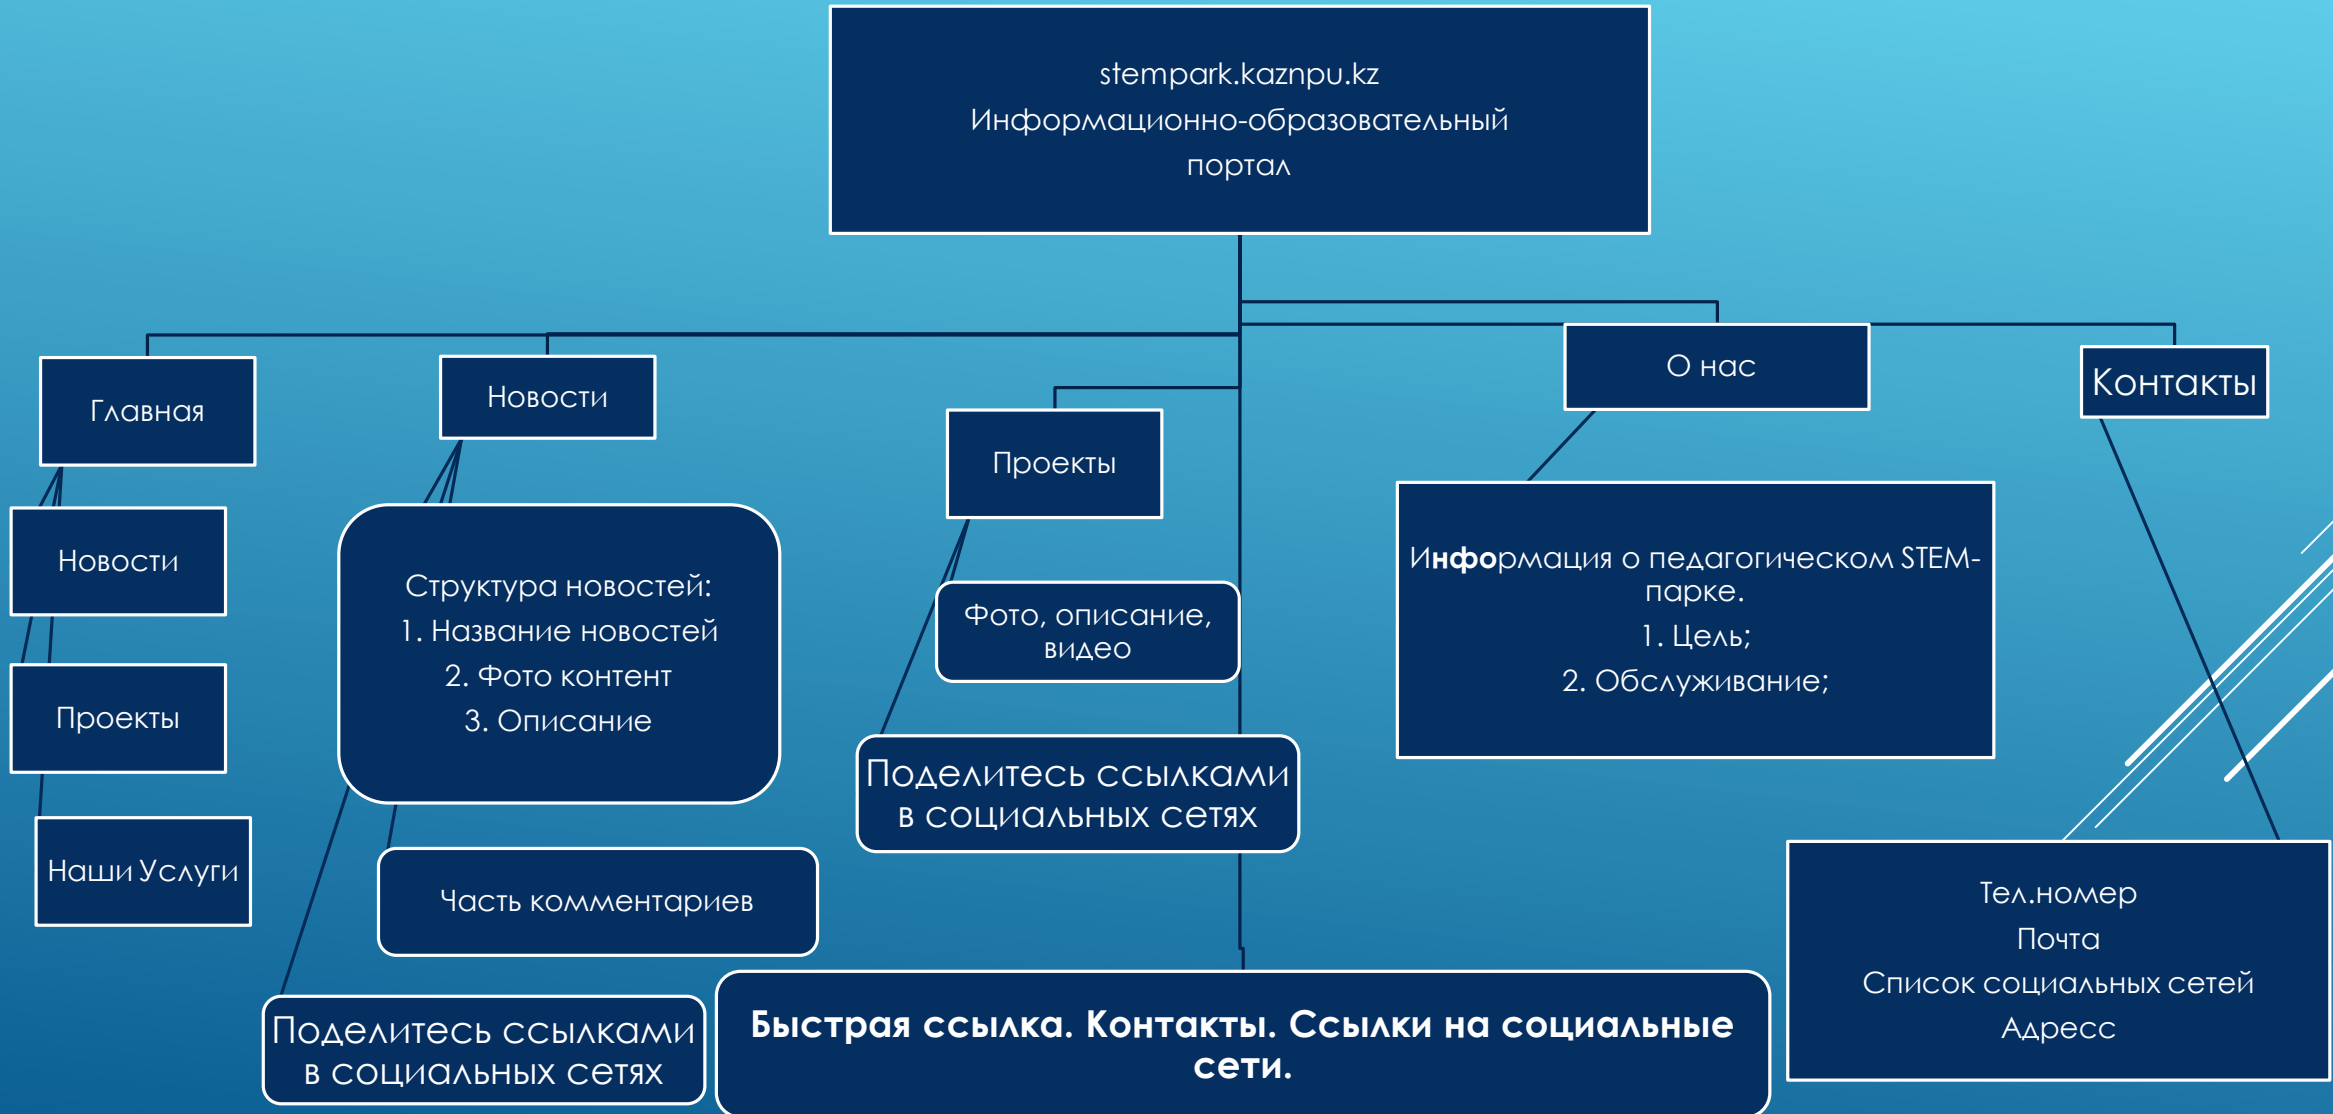 stempark.kaznpu.kz
Информационно-образовательный
портал
Главная
Новости
Проекты
Наши Услуги
Новости
Структура новостей:
1. Название новостей
2. Фото контент
3. Описание
Часть комментариев
Поделитесь ссылками
в социальных сетях
Проекты
Фото, описание,
видео
Поделитесь ссылками
в социальных сетях
Быстрая ссылка. Контакты. Ссылки на социальные
сети.
О нас
Информация о педагогическом STEM-
парке.
1. Цель;
2. Обслуживание;
Контакты
Тел.номер
Почта
Список социальных сетей
Адресс